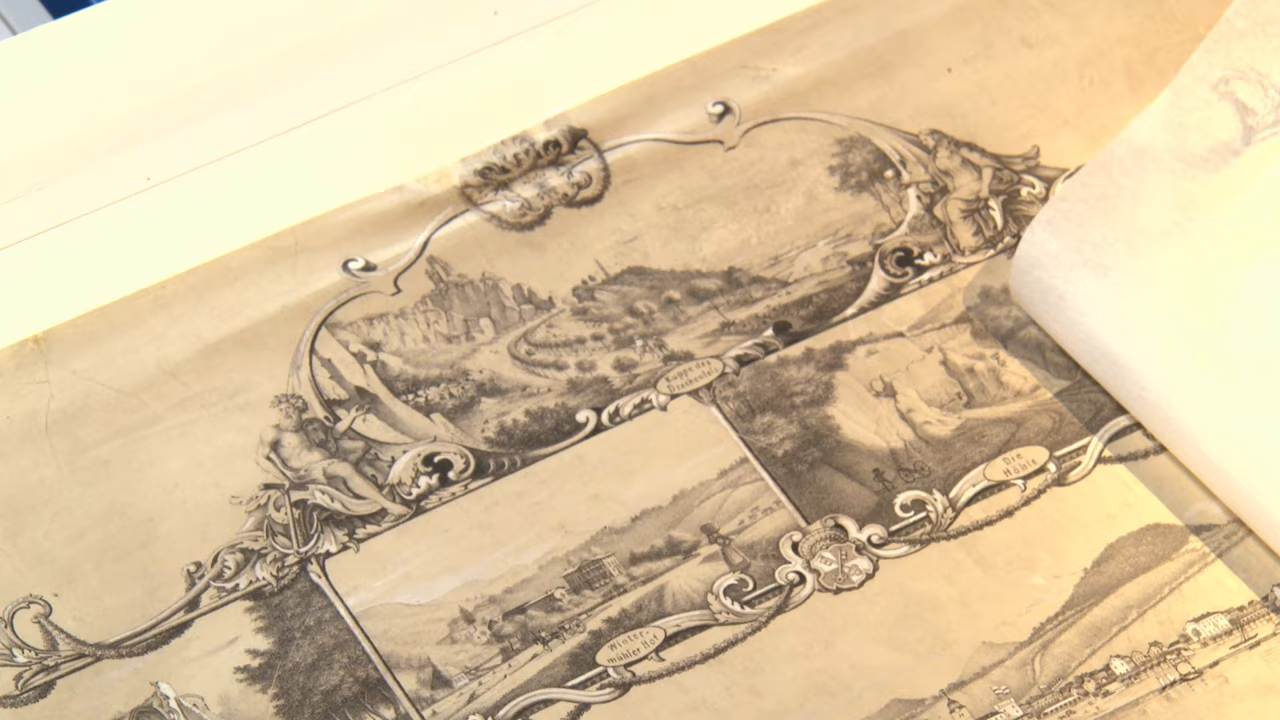 Kuppe des
Drachenfels
Die
Höhle
Winter-
mühler Hof